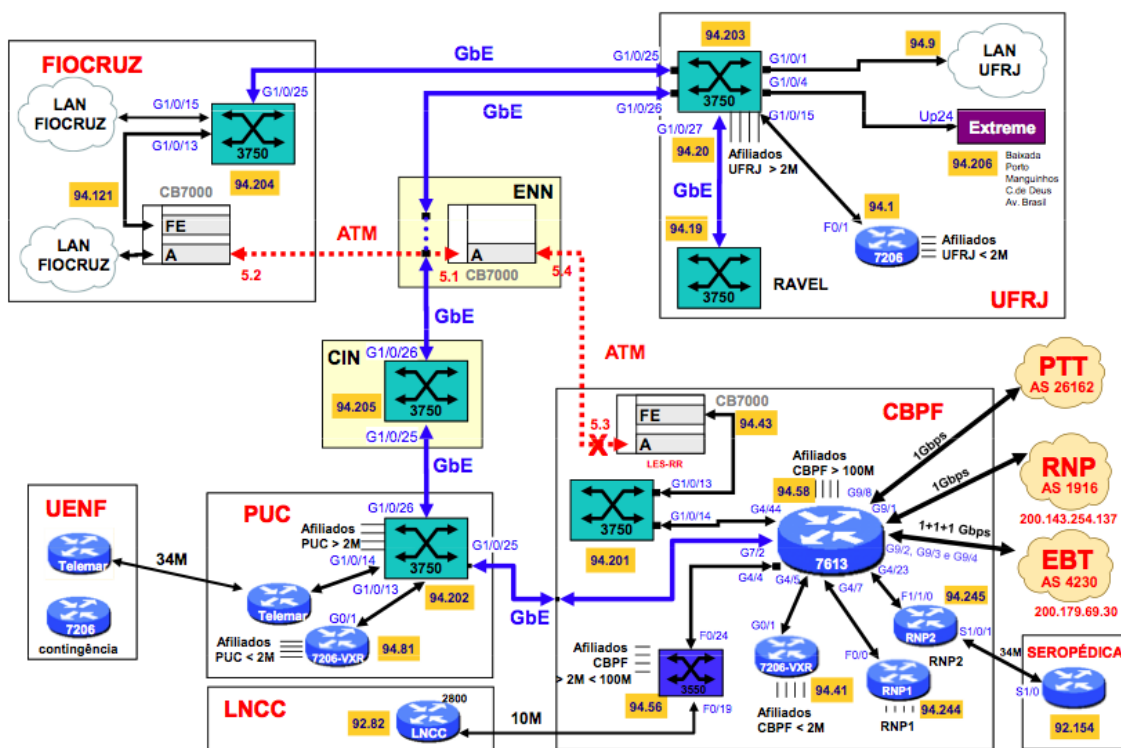 FIOCRUZ
LAN
FIOCRUZ
G1/0/15
G1/0/25
G1/0/13
3750
94.204
94.121
CB7000
FE
A
LAN
FIOCRUZ
5.2
ATM
GbE
GbE
ENN
A
CB7000
5.1
5.4
GbE
94.203
G1/0/25
G1/0/26
3750
G1/0/1
G1/0/4
G1/0/15
G1/0/27
94.9
LAN
UFRJ
Up24
Extreme
94.206
Baixada
Porto
Manguinhos
C.de Deus
Av. Brasil
94.20
Afiliados
UFRJ > 2M
GbE
94.19
3750
RAVEL
94.1
F0/1
7206
Afiliados
UFRJ < 2M
UFRJ
CIN
G1/0/26
94.205
3750
G1/0/25
GbE
ATM
5.3
X
CB7000
FE
A
LES-RR
94.43
CBPF
G1/0/13
G1/0/14
3750
94.201
Afiliados
CBPF > 100M
94.58
G9/8
G9/1
G4/44
G7/2
G4/4
G4/5
G4/7
G4/23
G9/2, G9/3 e G9/4
7613
1Gbps
1Gbps
1+1+1 Gbps
PTT
AS 26162
RNP
AS 1916
200.143.254.137
EBT
AS 4230
200.179.69.30
UENF
Telemar
34M
7206
contingência
PUC
Afiliados
PUC > 2M
G1/0/26
G1/0/14
G1/0/13
3750
G1/0/25
94.202
Telemar
G0/1
Afiliados
PUC < 2M
7206-VXR
94.81
GbE
F0/24
Afiliados
CBPF
> 2M < 100M
3550
94.56
F0/19
G0/1
7206-VXR
94.41
Afiliados
CBPF < 2M
F0/0
RNP1
94.244
RNP1
F1/1/0
94.245
RNP2
S1/0/1
RNP2
34M
SEROPÉDICA
S1/0
92.154
LNCC
92.82
2800
LNCC
10M